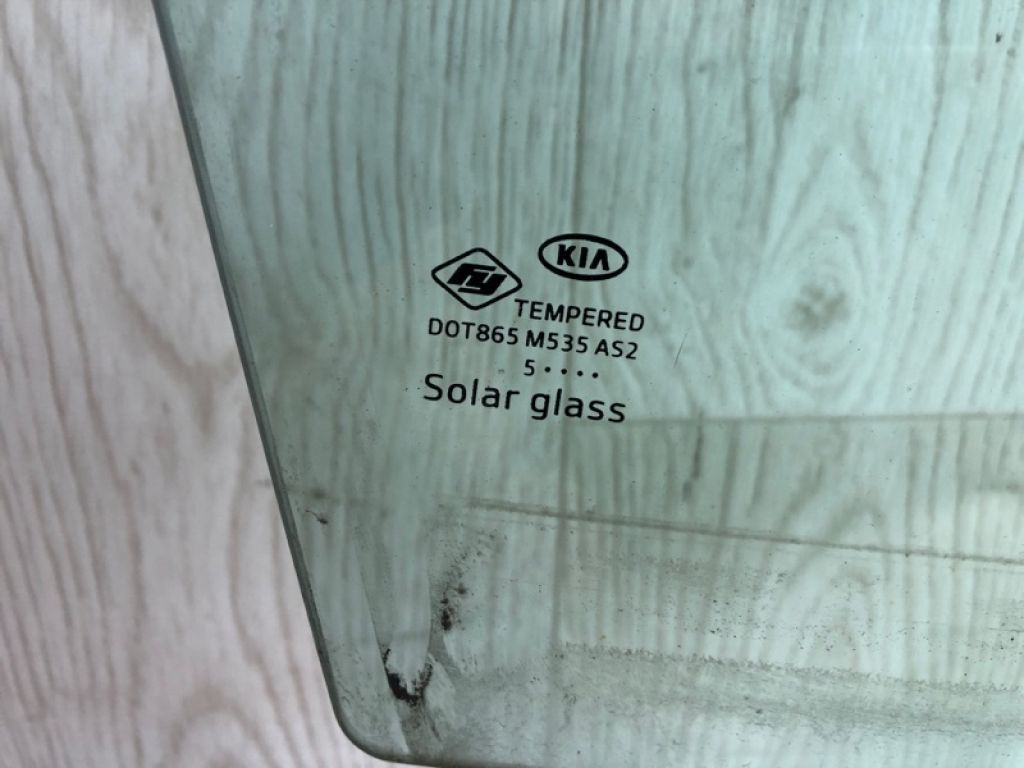 KIA
TEMPERED
DOT865 M535 AS2
5 • • • •
Solar glass